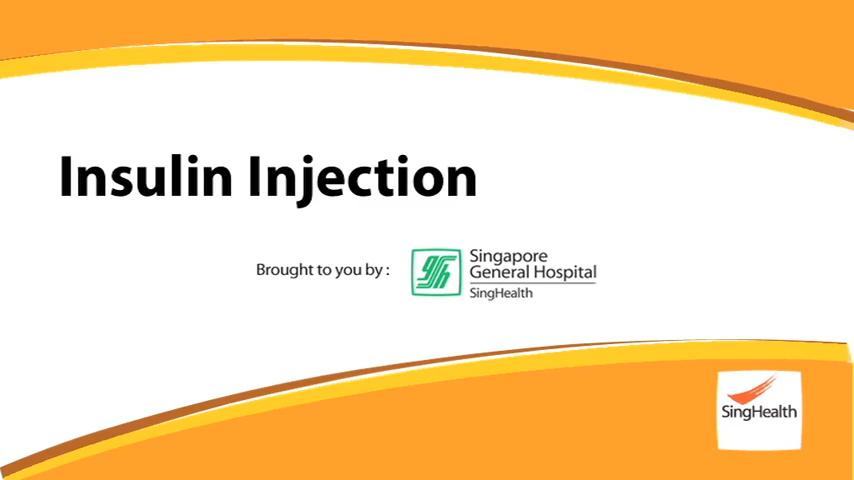 Insulin Injection
Brought to you by :
Singapore
General Hospital
SingHealth
SingHealth